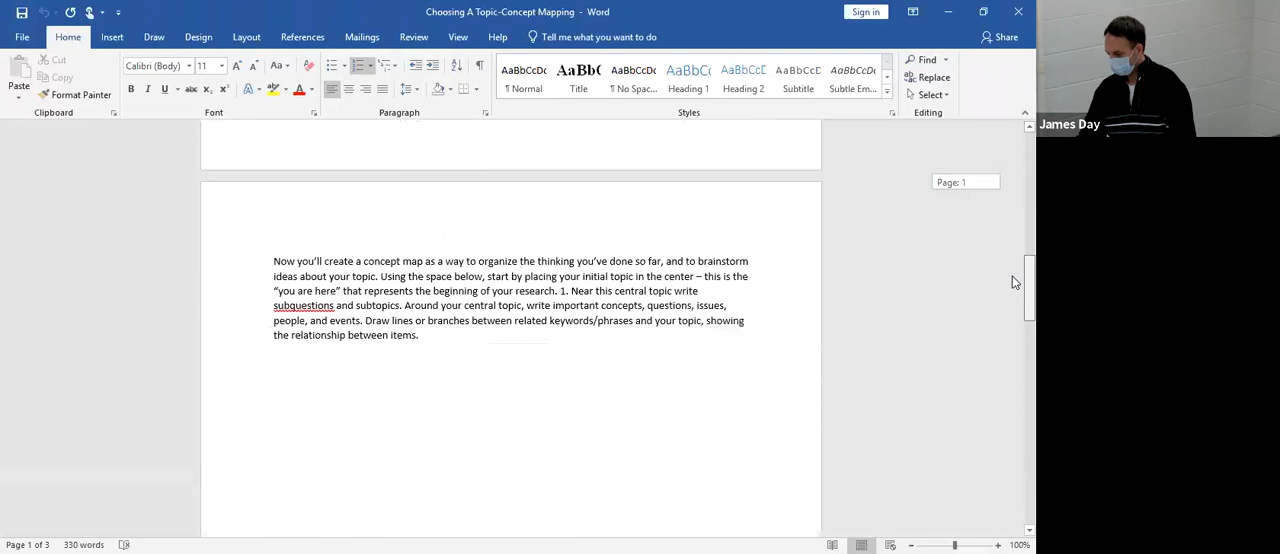 Choosing A Topic-Concept Mapping - Word
Sign in
File Home Insert Draw Design Layout References Mailings Review View Help Tell me what you want to do Share
Paste
Cut
Copy
Format Painter
Clipboard
Calibri (Body) 11
Font
Paragraph
AaBbCcDc AaBb( AaBbCcDc AaBbCc AaBbCcD AaBbCcD AaBbCcD
¶ Normal Title ¶ No Spac... Heading 1 Heading 2 Subtitle Subtle Em...
Styles
Find
Replace
Select
Editing
James Day
Page: 1
Now you'll create a concept map as a way to organize the thinking you've done so far, and to brainstorm
ideas about your topic. Using the space below, start by placing your initial topic in the center – this is the
“you are here” that represents the beginning of your research. 1. Near this central topic write
subquestions and subtopics. Around your central topic, write important concepts, questions, issues,
people, and events. Draw lines or branches between related keywords/phrases and your topic, showing
the relationship between items.
Page 1 of 3 330 words 100%